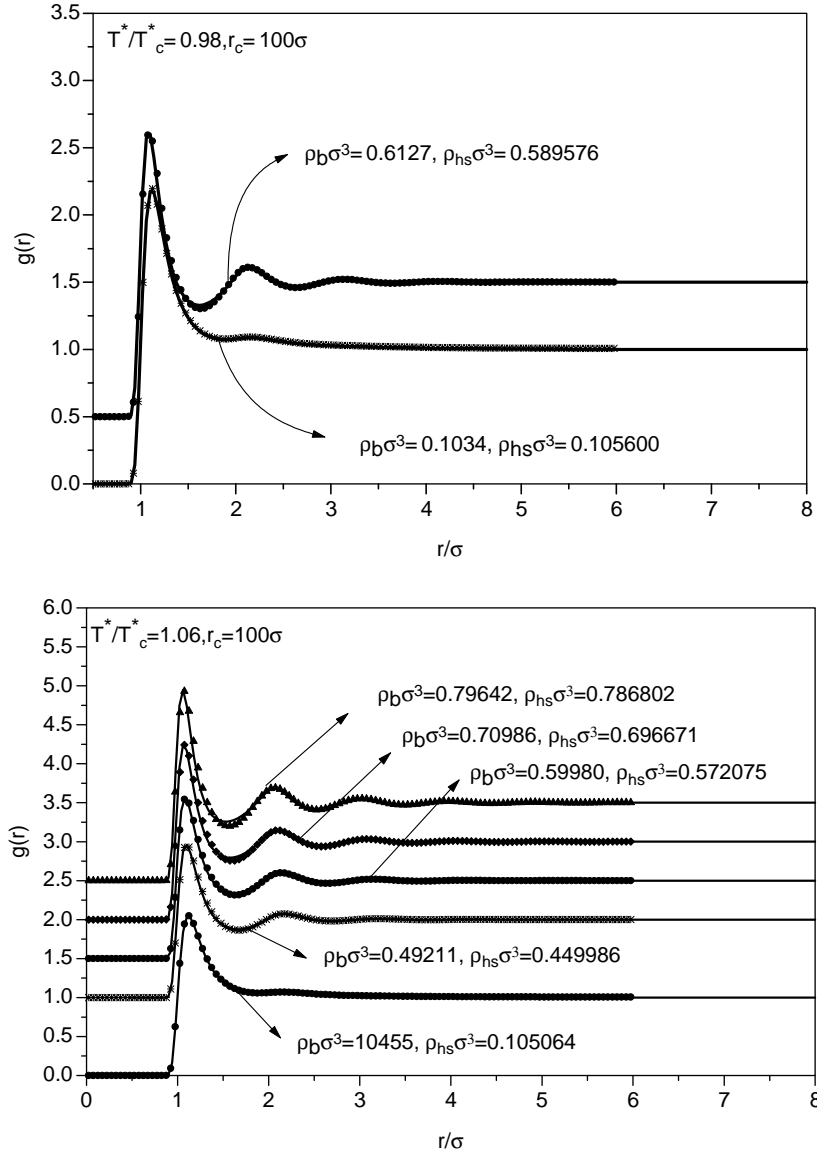 T*/T*c= 0.98,rc= 100σ
3.5
3.0
2.5
2.0
1.5
1.0
0.5
0.0
g(r)
ρbσ³= 0.6127, ρhsσ³= 0.589576
ρbσ³= 0.1034, ρhsσ³= 0.105600
1 2 3 4 5 6 7 8
r/σ
T*/T*c=1.06,rc=100σ
6.0
5.5
5.0
4.5
4.0
3.5
3.0
2.5
2.0
1.5
1.0
0.5
0.0
g(r)
ρbσ³=0.79642, ρhsσ³=0.786802
ρbσ³=0.70986, ρhsσ³=0.696671
ρbσ³=0.59980, ρhsσ³=0.572075
ρbσ³=0.49211, ρhsσ³=0.449986
ρbσ³=10455, ρhsσ³=0.105064
0 1 2 3 4 5 6 7 8
r/σ